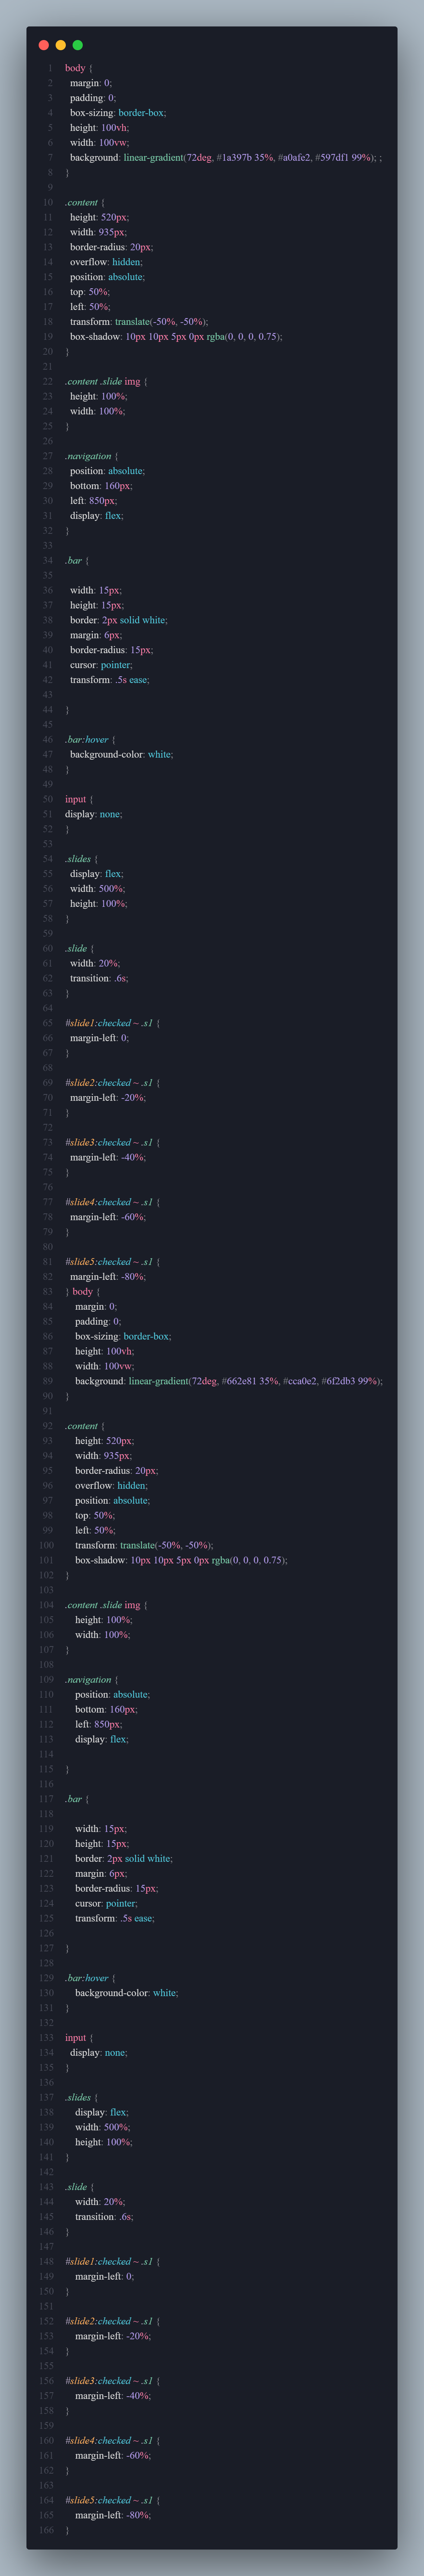 1 body {
2 margin: 0;
3 padding: 0;
4 box-sizing: border-box;
5 height: 100vh;
6 width: 100vw;
7 background: linear-gradient(72deg, #1a397b 35%, #a0afe2, #597df1 99%); ;
8 }
9
10 .content {
11 height: 520px;
12 width: 935px;
13 border-radius: 20px;
14 overflow: hidden;
15 position: absolute;
16 top: 50%;
17 left: 50%;
18 transform: translate(-50%, -50%);
19 box-shadow: 10px 10px 5px 0px rgba(0, 0, 0, 0.75);
20 }
21
22 .content .slide img {
23 height: 100%;
24 width: 100%;
25 }
26
27 .navigation {
28 position: absolute;
29 bottom: 160px;
30 left: 850px;
31 display: flex;
32 }
33
34 .bar {
35
36 width: 15px;
37 height: 15px;
38 border: 2px solid white;
39 margin: 6px;
40 border-radius: 15px;
41 cursor: pointer;
42 transform: .5s ease;
43
44 }
45
46 .bar:hover {
47 background-color: white;
48 }
49
50 input {
51 display: none;
52 }
53
54 .slides {
55 display: flex;
56 width: 500%;
57 height: 100%;
58 }
59
60 .slide {
61 width: 20%;
62 transition: .6s;
63 }
64
65 #slide1:checked ~ .s1 {
66 margin-left: 0;
67 }
68
69 #slide2:checked ~ .s1 {
70 margin-left: -20%;
71 }
72
73 #slide3:checked ~ .s1 {
74 margin-left: -40%;
75 }
76
77 #slide4:checked ~ .s1 {
78 margin-left: -60%;
79 }
80
81 #slide5:checked ~ .s1 {
82 margin-left: -80%;
83 } body {
84 margin: 0;
85 padding: 0;
86 box-sizing: border-box;
87 height: 100vh;
88 width: 100vw;
89 background: linear-gradient(72deg, #662e81 35%, #cca0e2, #6f2db3 99%);
90 }
91
92 .content {
93 height: 520px;
94 width: 935px;
95 border-radius: 20px;
96 overflow: hidden;
97 position: absolute;
98 top: 50%;
99 left: 50%;
100 transform: translate(-50%, -50%);
101 box-shadow: 10px 10px 5px 0px rgba(0, 0, 0, 0.75);
102 }
103
104 .content .slide img {
105 height: 100%;
106 width: 100%;
107 }
108
109 .navigation {
110 position: absolute;
111 bottom: 160px;
112 left: 850px;
113 display: flex;
114
115 }
116
117 .bar {
118
119 width: 15px;
120 height: 15px;
121 border: 2px solid white;
122 margin: 6px;
123 border-radius: 15px;
124 cursor: pointer;
125 transform: .5s ease;
126
127 }
128
129 .bar:hover {
130 background-color: white;
131 }
132
133 input {
134 display: none;
135 }
136
137 .slides {
138 display: flex;
139 width: 500%;
140 height: 100%;
141 }
142
143 .slide {
144 width: 20%;
145 transition: .6s;
146 }
147
148 #slide1:checked ~ .s1 {
149 margin-left: 0;
150 }
151
152 #slide2:checked ~ .s1 {
153 margin-left: -20%;
154 }
155
156 #slide3:checked ~ .s1 {
157 margin-left: -40%;
158 }
159
160 #slide4:checked ~ .s1 {
161 margin-left: -60%;
162 }
163
164 #slide5:checked ~ .s1 {
165 margin-left: -80%;
166 }